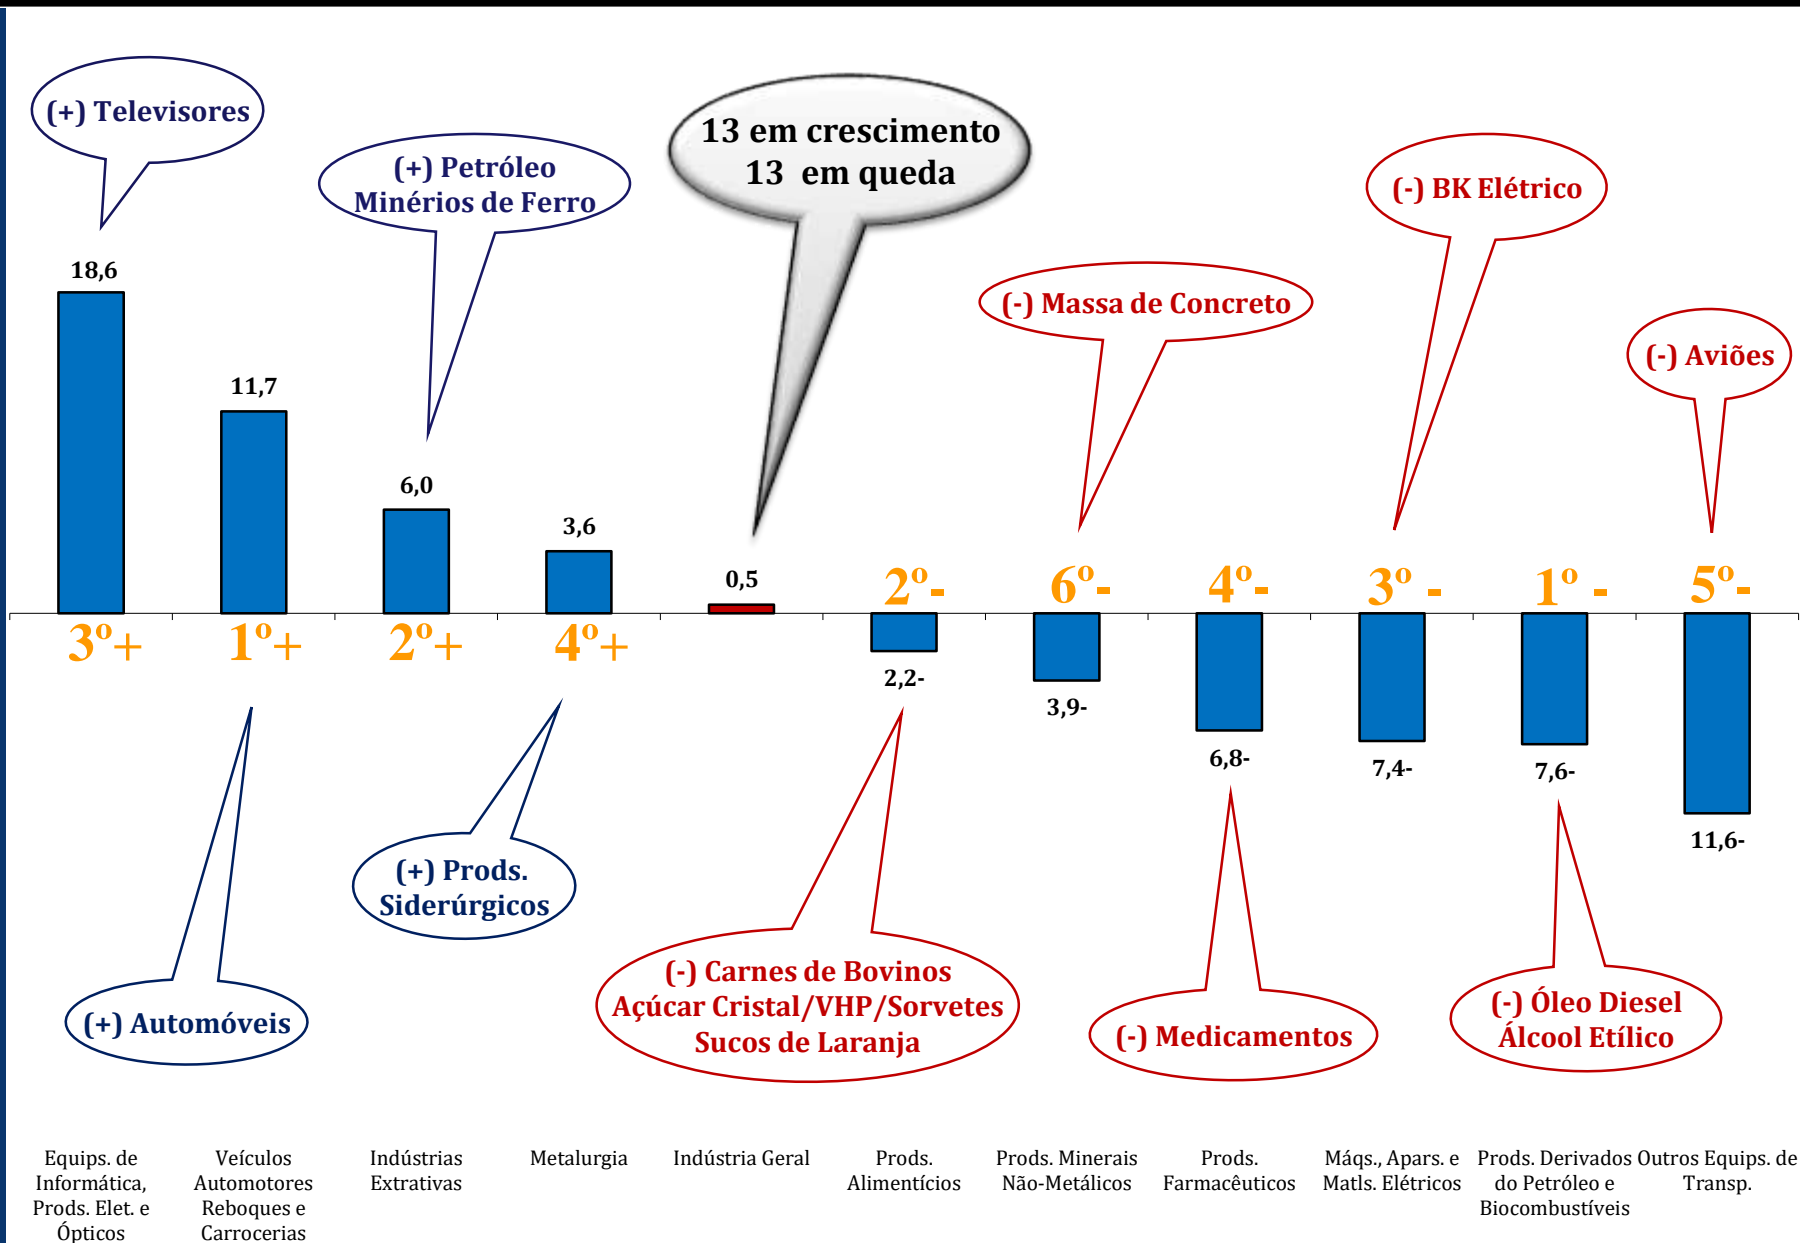 (+) Televisores
(+) Petróleo
Minérios de Ferro
13 em crescimento
13 em queda
(-) BK Elétrico
(-) Massa de Concreto
(-) Aviões
18,6
11,7
6,0
3,6
0,5
2º-
6º-
4º-
3º -
1º -
5º-
3º+
1º+
2º+
4º+
2,2-
3,9-
6,8-
7,4-
7,6-
11,6-
(+) Prods.
Siderúrgicos
(+) Automóveis
(-) Carnes de Bovinos
Açúcar Cristal/VHP/Sorvetes
Sucos de Laranja
(-) Medicamentos
(-) Óleo Diesel
Álcool Etílico
Equips. de
Informática,
Prods. Elet. e
Ópticos
Veículos
Automotores
Reboques e
Carrocerias
Indústrias
Extrativas
Metalurgia
Indústria Geral
Prods.
Alimentícios
Prods. Minerais
Não-Metálicos
Prods.
Farmacêuticos
Máqs., Apars. e
Matls. Elétricos
Prods. Derivados
do Petróleo e
Biocombustíveis
Outros Equips. de
Transp.